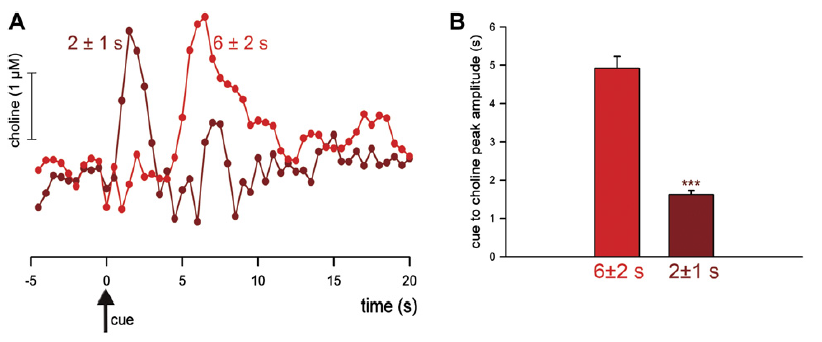 A
2 ± 1 s
6 ± 2 s
choline (1 µM)
-5
0
5
10
15
20
time (s)
cue
B
cue to choline peak amplitude (s)
6
5
4
3
2
1
0
***
6±2 s
2±1 s